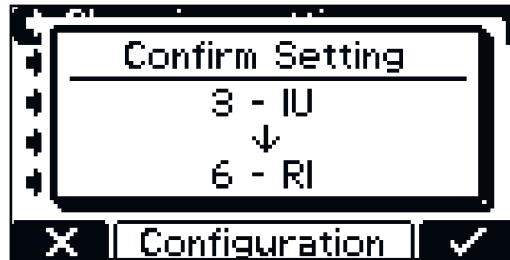 Confirm Setting
3 - IU
↓
6 - RI
Configuration